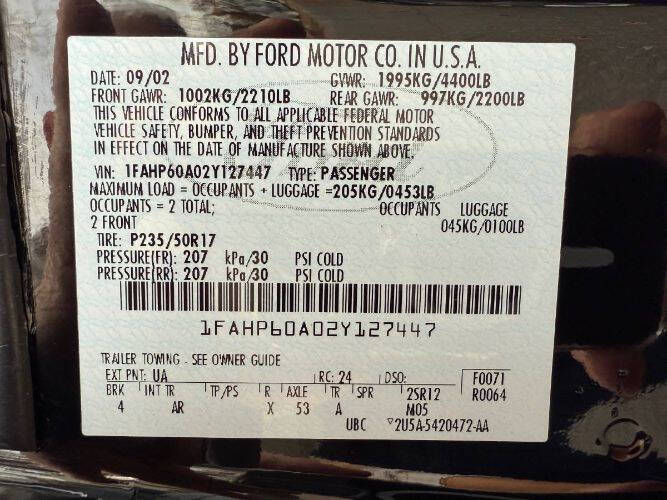 MFD. BY FORD MOTOR CO. IN U.S.A.
DATE: 09/02 GVWR: 1995KG/4400LB
FRONT GAWR: 1002KG/2210LB REAR GAWR: 997KG/2200LB
THIS VEHICLE CONFORMS TO ALL APPLICABLE FEDERAL MOTOR
VEHICLE SAFETY, BUMPER, AND THEFT PREVENTION STANDARDS
IN EFFECT ON THE DATE OF MANUFACTURE SHOWN ABOVE.
VIN: 1FAHP60A02Y127447 TYPE: PASSENGER
MAXIMUM LOAD = OCCUPANTS + LUGGAGE =205KG/0453LB
OCCUPANTS = 2 TOTAL; OCCUPANTS LUGGAGE
2 FRONT 045KG/0100LB
TIRE: P235/50R17
PRESSURE(FR): 207 kPa/30 PSI COLD
PRESSURE(RR): 207 kPa/30 PSI COLD
1FAHP60A02Y127447
TRAILER TOWING - SEE OWNER GUIDE
EXT PNT: UA RC: 24 DSO: F0071
BRK INT TR TP/PS R AXLE TR SPR 2SR12 R0064
4 AR X 53 A M05
UBC ▽2U5A-5420472-AA